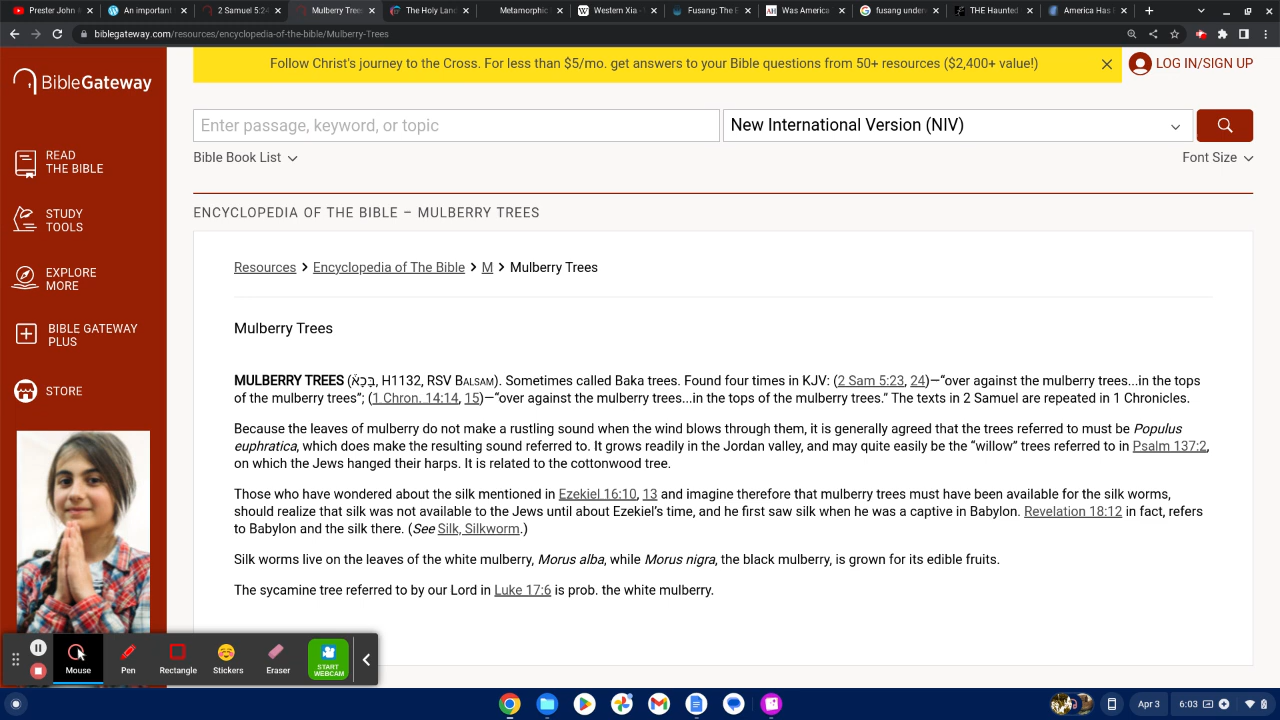 Prester John
An important
2 Samuel 5:24
Mulberry Tree
The Holy Lan
Metamorphic
Western Xia
Fusang: The E
Was America
fusang under
THE Haunted
America Has
biblegateway.com/resources/encyclopedia-of-the-bible/Mulberry-Trees
Follow Christ's journey to the Cross. For less than $5/mo. get answers to your Bible questions from 50+ resources ($2,400+ value!)
LOG IN/SIGN UP
BibleGateway
Enter passage, keyword, or topic
New International Version (NIV)
Bible Book List
Font Size
READ
THE BIBLE
STUDY
TOOLS
EXPLORE
MORE
BIBLE GATEWAY
PLUS
STORE
ENCYCLOPEDIA OF THE BIBLE – MULBERRY TREES
Resources > Encyclopedia of The Bible > M > Mulberry Trees
Mulberry Trees
MULBERRY TREES (בָּכָא֒, H1132, RSV BALSAM). Sometimes called Baka trees. Found four times in KJV: (2 Sam 5:23, 24)—“over against the mulberry trees...in the tops
of the mulberry trees”; (1 Chron. 14:14, 15)—“over against the mulberry trees...in the tops of the mulberry trees.” The texts in 2 Samuel are repeated in 1 Chronicles.
Because the leaves of mulberry do not make a rustling sound when the wind blows through them, it is generally agreed that the trees referred to must be Populus
euphratica, which does make the resulting sound referred to. It grows readily in the Jordan valley, and may quite easily be the “willow” trees referred to in Psalm 137:2,
on which the Jews hanged their harps. It is related to the cottonwood tree.
Those who have wondered about the silk mentioned in Ezekiel 16:10, 13 and imagine therefore that mulberry trees must have been available for the silk worms,
should realize that silk was not available to the Jews until about Ezekiel’s time, and he first saw silk when he was a captive in Babylon. Revelation 18:12 in fact, refers
to Babylon and the silk there. (See Silk, Silkworm.)
Silk worms live on the leaves of the white mulberry, Morus alba, while Morus nigra, the black mulberry, is grown for its edible fruits.
The sycamine tree referred to by our Lord in Luke 17:6 is prob. the white mulberry.
Mouse
Pen
Rectangle
Stickers
Eraser
START
WEBCAM
Apr 3
6:03